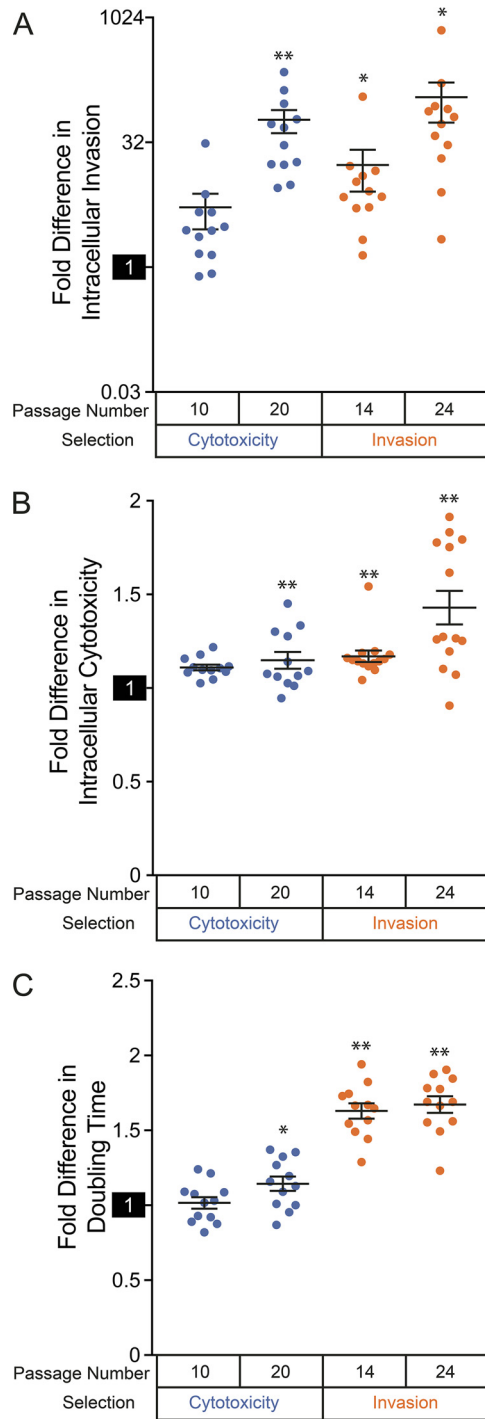 A
1024
32
1
0.03
Fold Difference in
Intracellular Invasion
**
*
*
Passage Number 10 20 14 24
Selection Cytotoxicity Invasion
B
2
1.5
1
0.5
0
Fold Difference in
Intracellular Cytotoxicity
**
**
**
Passage Number 10 20 14 24
Selection Cytotoxicity Invasion
C
2.5
2
1.5
1
0.5
0
Fold Difference in
Doubling Time
*
**
**
Passage Number 10 20 14 24
Selection Cytotoxicity Invasion